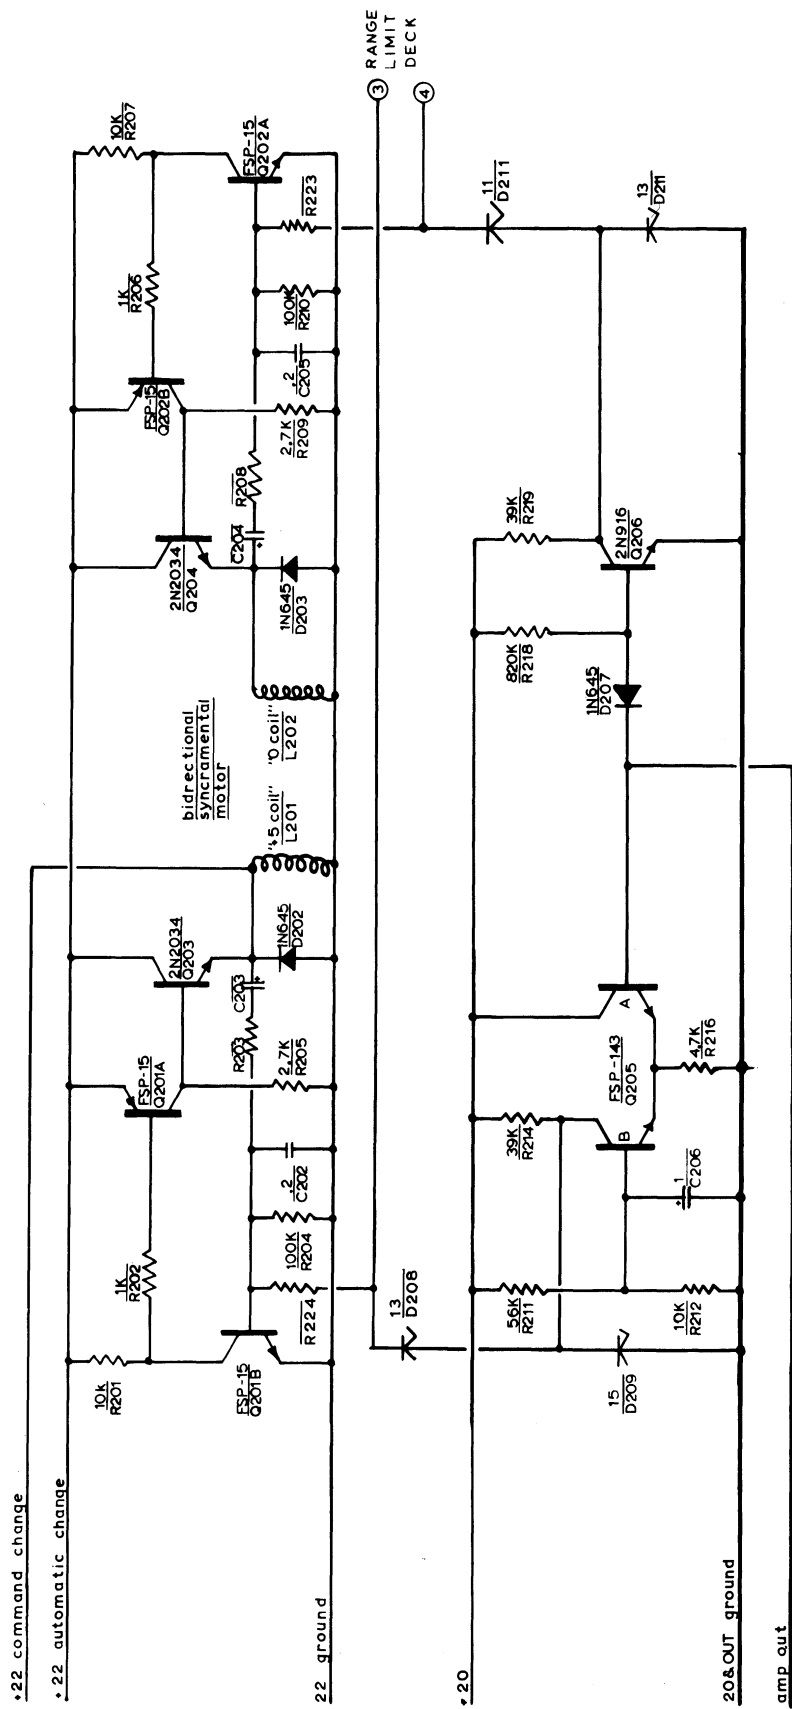 +22 command change
+22 automatic change
10K
R201
1K
R202
FSP-15
Q201A
2N2034
Q203
bidrectional
syncramental
motor
2N2034
Q204
FSP-15
Q202B
1K
R206
10K
R207
FSP-15
Q201B
R224
100K
R204
.2
C202
R203
2.7K
R205
C203
1N645
D202
"+5 coil"
L201
"0 coil"
L202
1N645
D203
C204
R208
2.7K
R209
.2
C205
100K
R210
R223
FSP-15
Q202A
22 ground
3
RANGE
LIMIT
DECK
4
13
D208
11
D211
+20
56K
R211
39K
R214
820K
R218
39K
R219
15
D209
10K
R212
+
1
C206
B
FSP-143
Q205
A
4.7K
R216
1N645
D207
2N916
Q206
13
D211
20&OUT ground
amp out